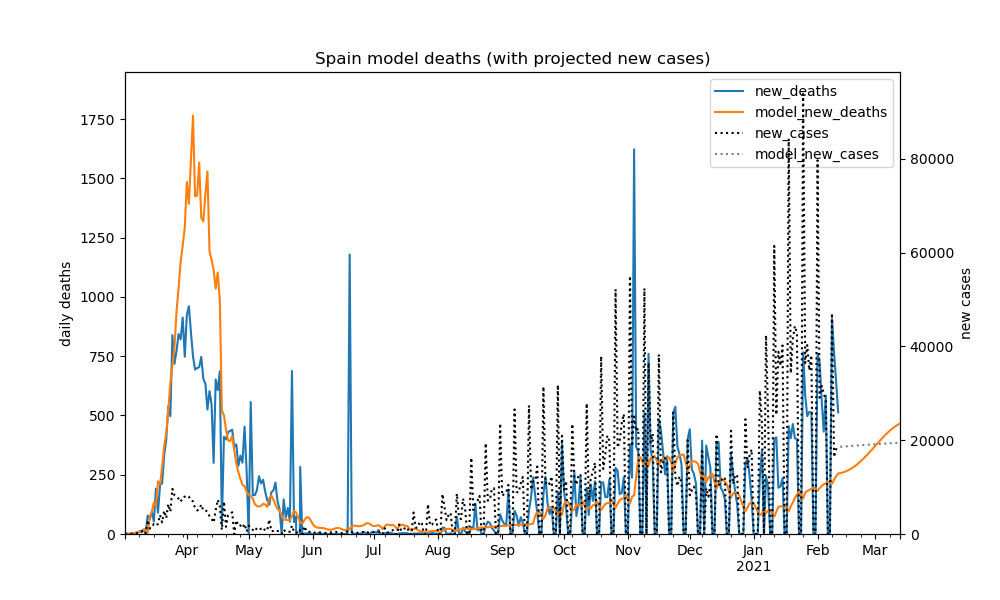 Spain model deaths (with projected new cases)
new_deaths
model_new_deaths
new_cases
model_new_cases
daily deaths
1750
1500
1250
1000
750
500
250
0
new cases
80000
60000
40000
20000
0
Apr May Jun Jul Aug Sep Oct Nov Dec Jan Feb Mar
2021